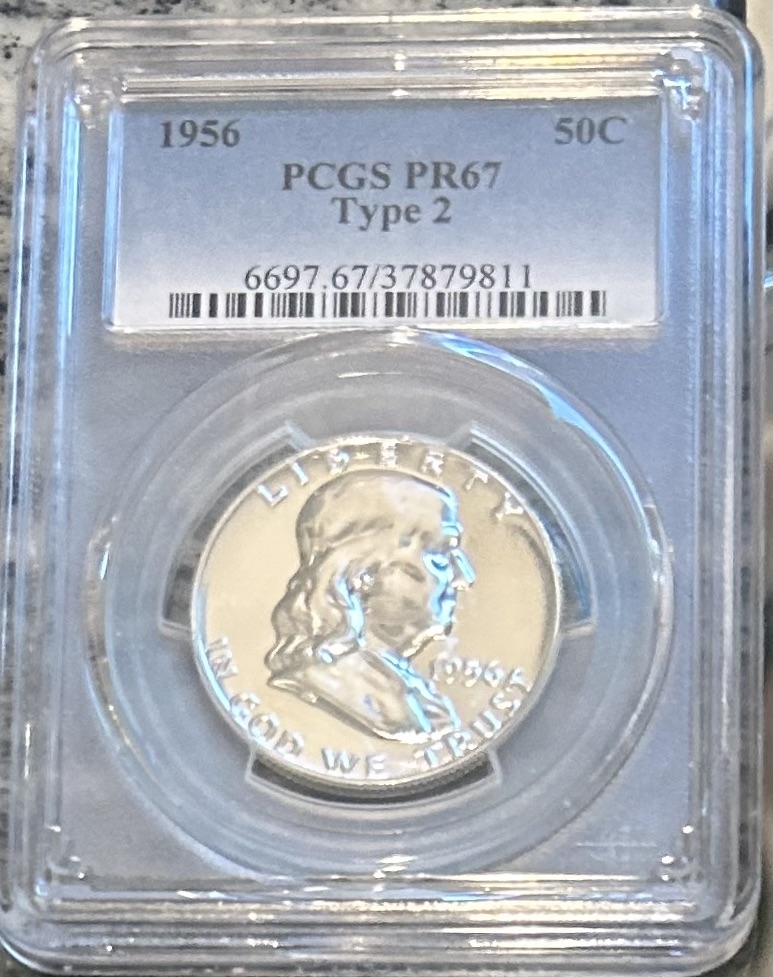 1956 50C
PCGS PR67
Type 2
6697.67/37879811
LIBERTY
1956
IN GOD WE TRUST